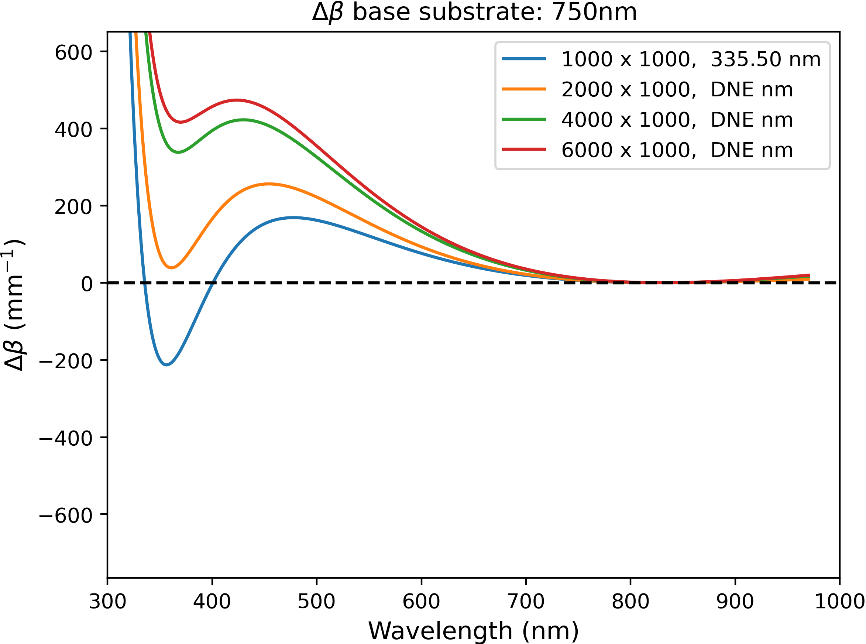 Δβ base substrate: 750nm
600
400
200
0
−200
−400
−600
Δβ (mm⁻¹)
1000 x 1000,  335.50 nm
2000 x 1000,  DNE nm
4000 x 1000,  DNE nm
6000 x 1000,  DNE nm
300 400 500 600 700 800 900 1000
Wavelength (nm)